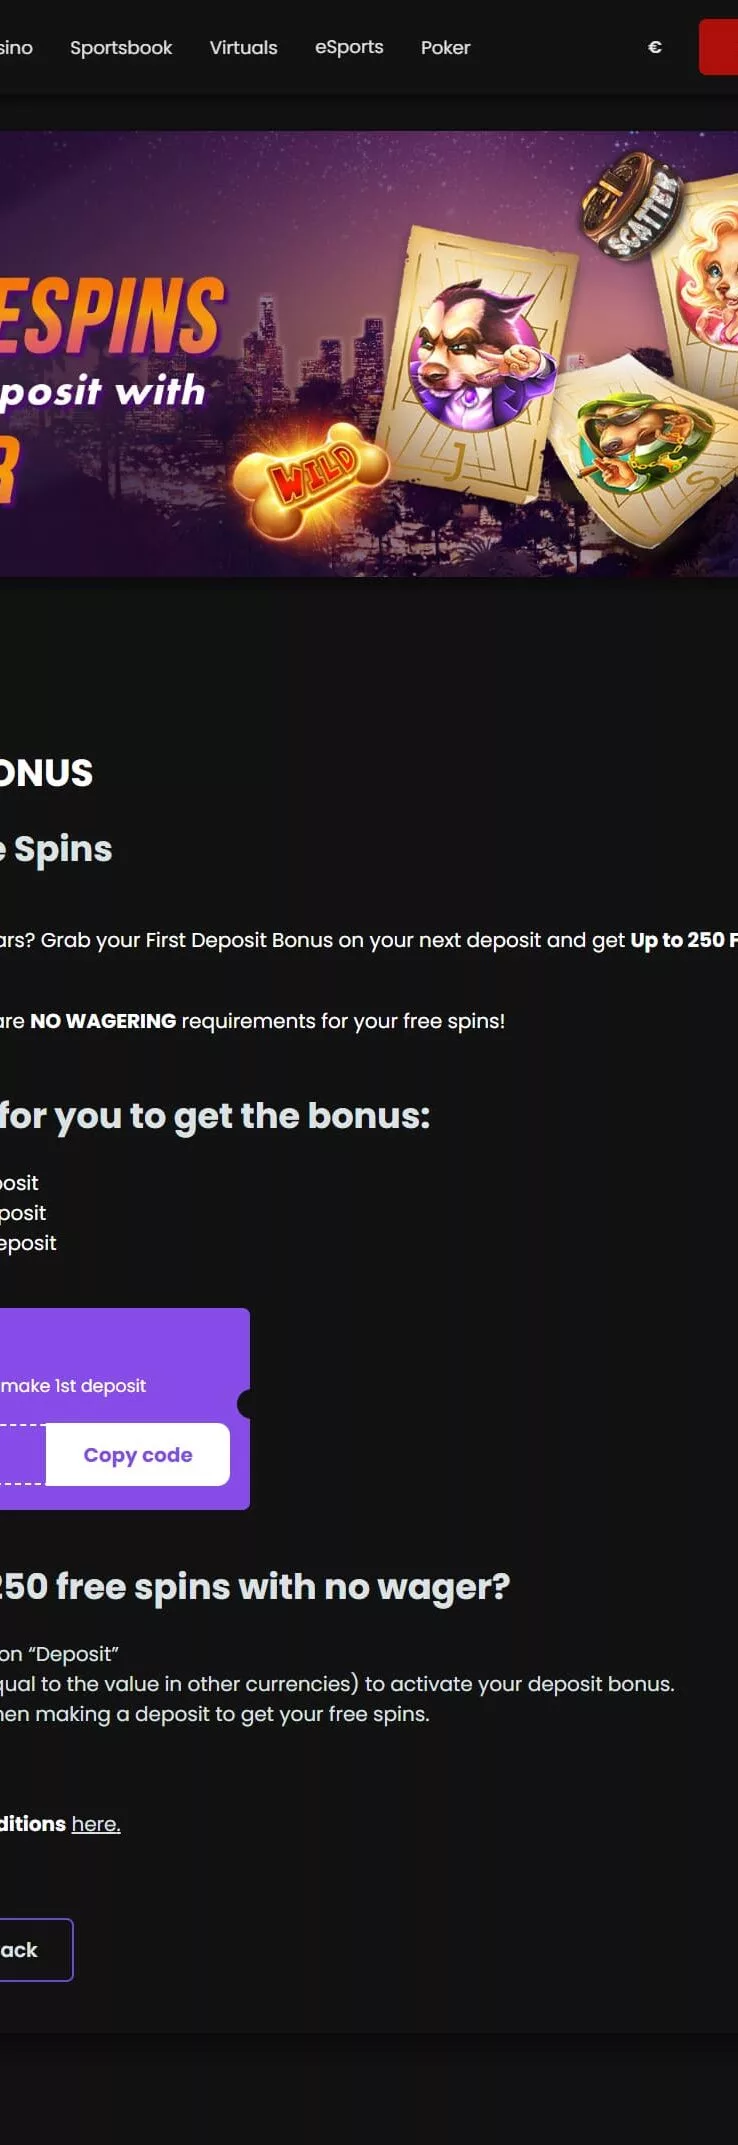 sino Sportsbook Virtuals eSports Poker €
SCATTER
ESPINS
posit with
R
WILD
J
S
ONUS
e Spins
ars? Grab your First Deposit Bonus on your next deposit and get Up to 250 F
are NO WAGERING requirements for your free spins!
for you to get the bonus:
posit
posit
eposit
make 1st deposit
Copy code
250 free spins with no wager?
on “Deposit”
qual to the value in other currencies) to activate your deposit bonus.
hen making a deposit to get your free spins.
ditions here.
ack